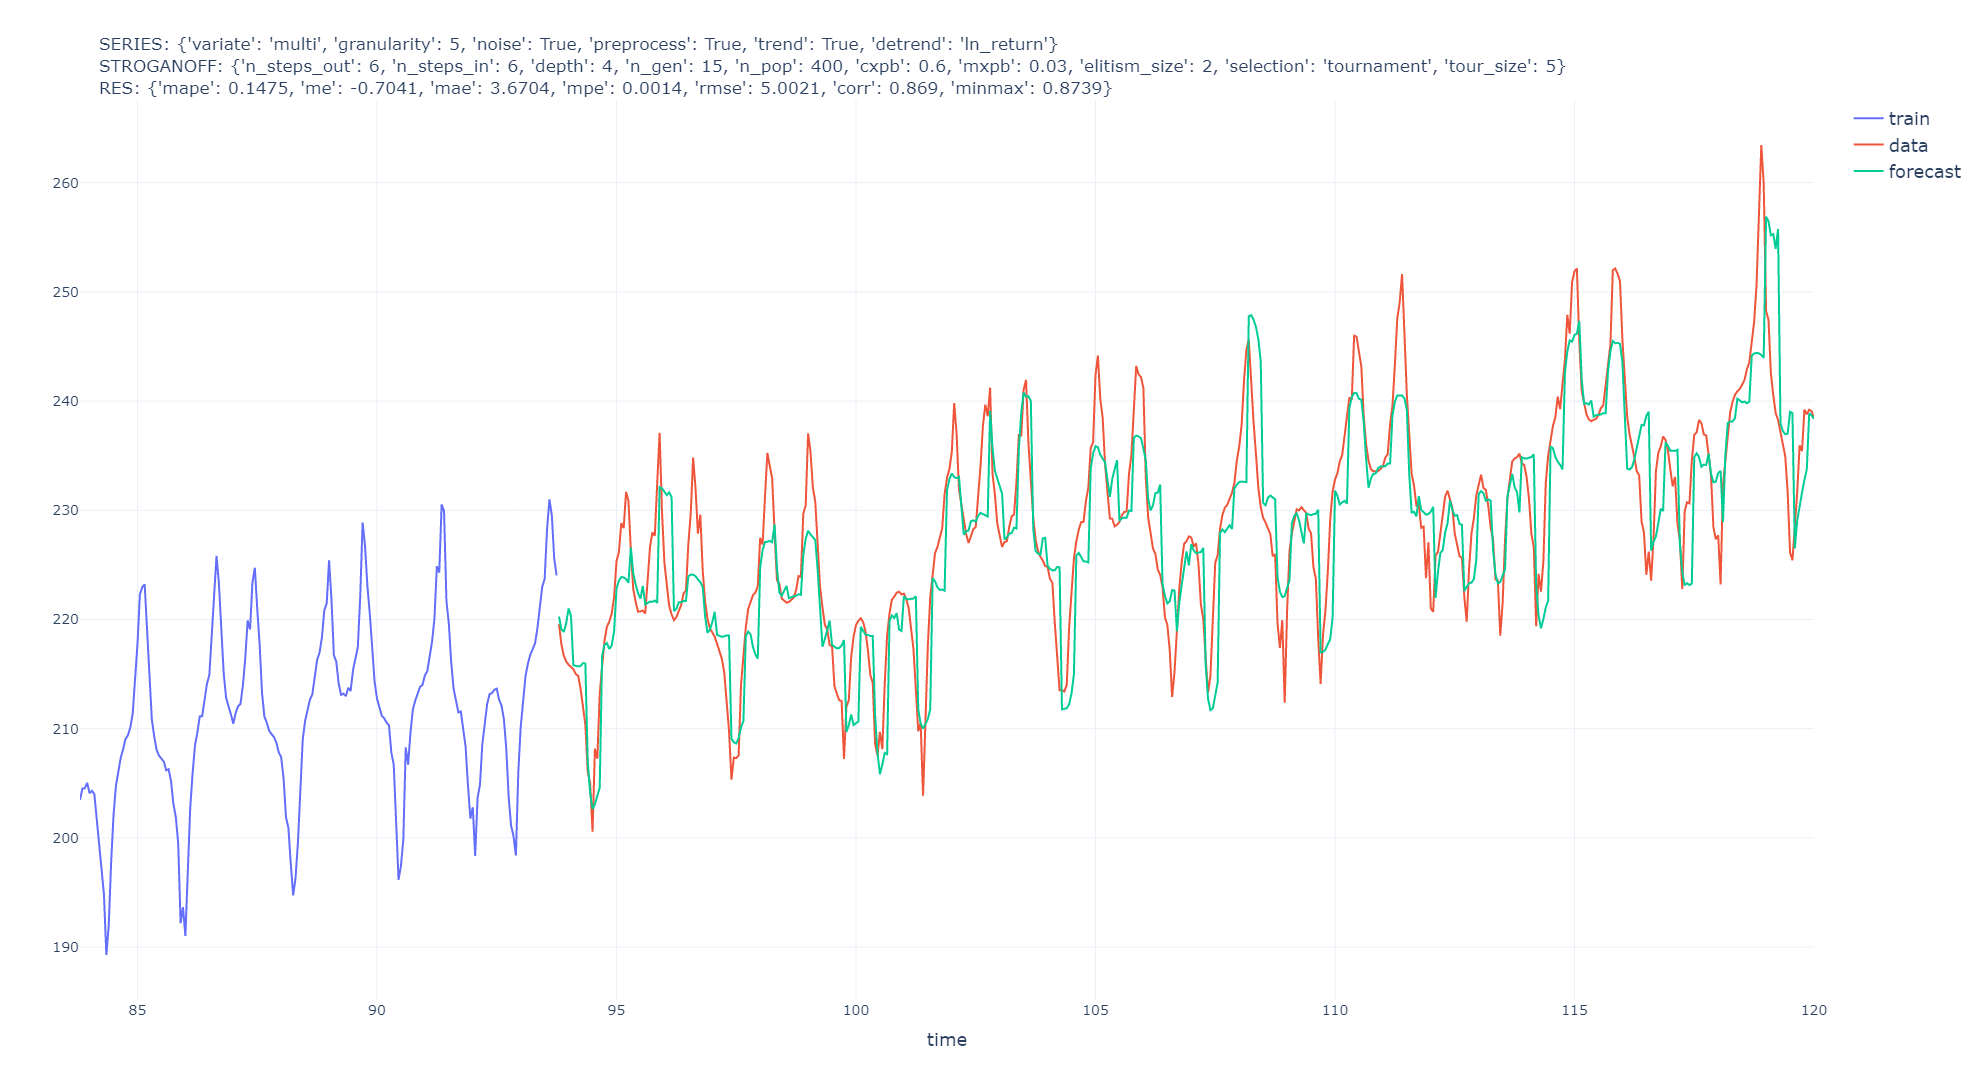 SERIES: {'variate': 'multi', 'granularity': 5, 'noise': True, 'preprocess': True, 'trend': True, 'detrend': 'ln_return'}
STROGANOFF: {'n_steps_out': 6, 'n_steps_in': 6, 'depth': 4, 'n_gen': 15, 'n_pop': 400, 'cxpb': 0.6, 'mxpb': 0.03, 'elitism_size': 2, 'selection': 'tournament', 'tour_size': 5}
RES: {'mape': 0.1475, 'me': -0.7041, 'mae': 3.6704, 'mpe': 0.0014, 'rmse': 5.0021, 'corr': 0.869, 'minmax': 0.8739}
train
data
forecast
260
250
240
230
220
210
200
190
85 90 95 100 105 110 115 120
time